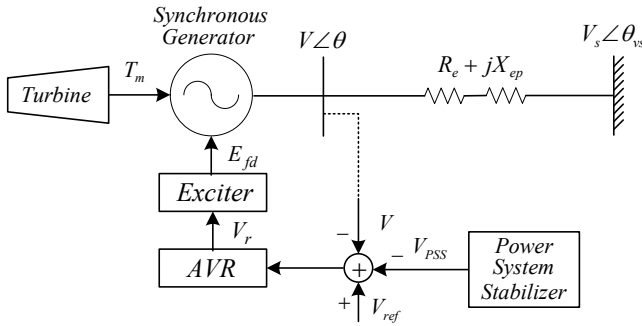 Synchronous
Generator
V∠θ
V_s∠θ_vs
T_m
R_e + jX_ep
Turbine
E_fd
Exciter
V_r
V
−
AVR
+
−
V_PSS
Power
System
Stabilizer
+
V_ref